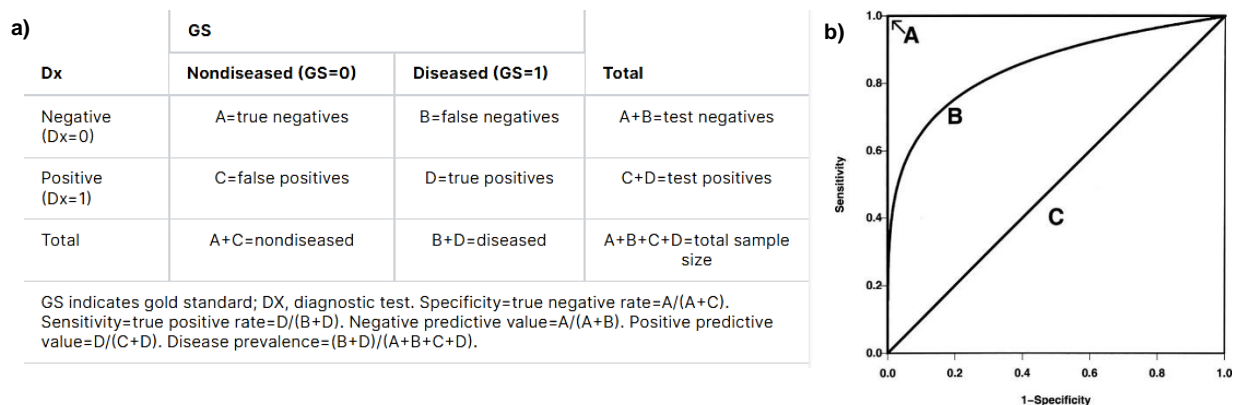 a)
GS
Dx
Nondiseased (GS=0)
Diseased (GS=1)
Total
Negative
(Dx=0)
A=true negatives
B=false negatives
A+B=test negatives
Positive
(Dx=1)
C=false positives
D=true positives
C+D=test positives
Total
A+C=nondiseased
B+D=diseased
A+B+C+D=total sample
size
GS indicates gold standard; DX, diagnostic test. Specificity=true negative rate=A/(A+C).
Sensitivity=true positive rate=D/(B+D). Negative predictive value=A/(A+B). Positive predictive
value=D/(C+D). Disease prevalence=(B+D)/(A+B+C+D).
b)
1.0
A
0.8
B
0.6
Sensitivity
0.4
C
0.2
0.0
0.0 0.2 0.4 0.6 0.8 1.0
1-Specificity